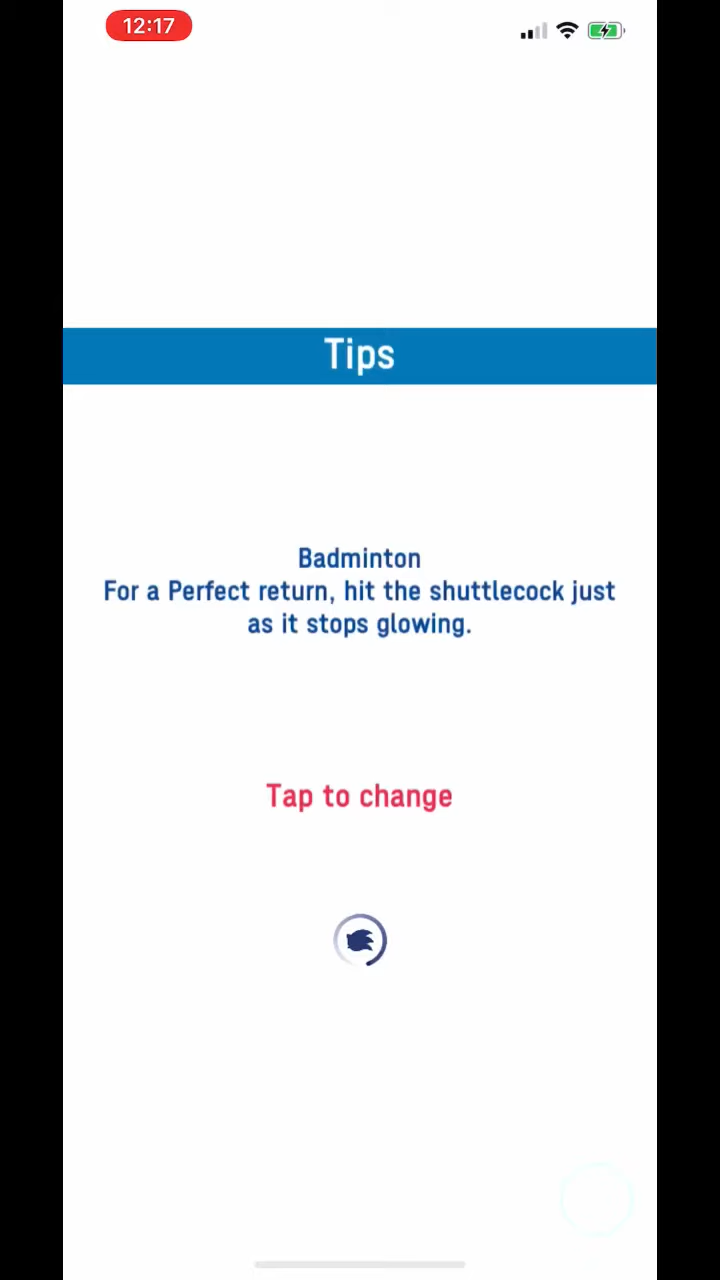 12:17
Tips
Badminton
For a Perfect return, hit the shuttlecock just
as it stops glowing.
Tap to change